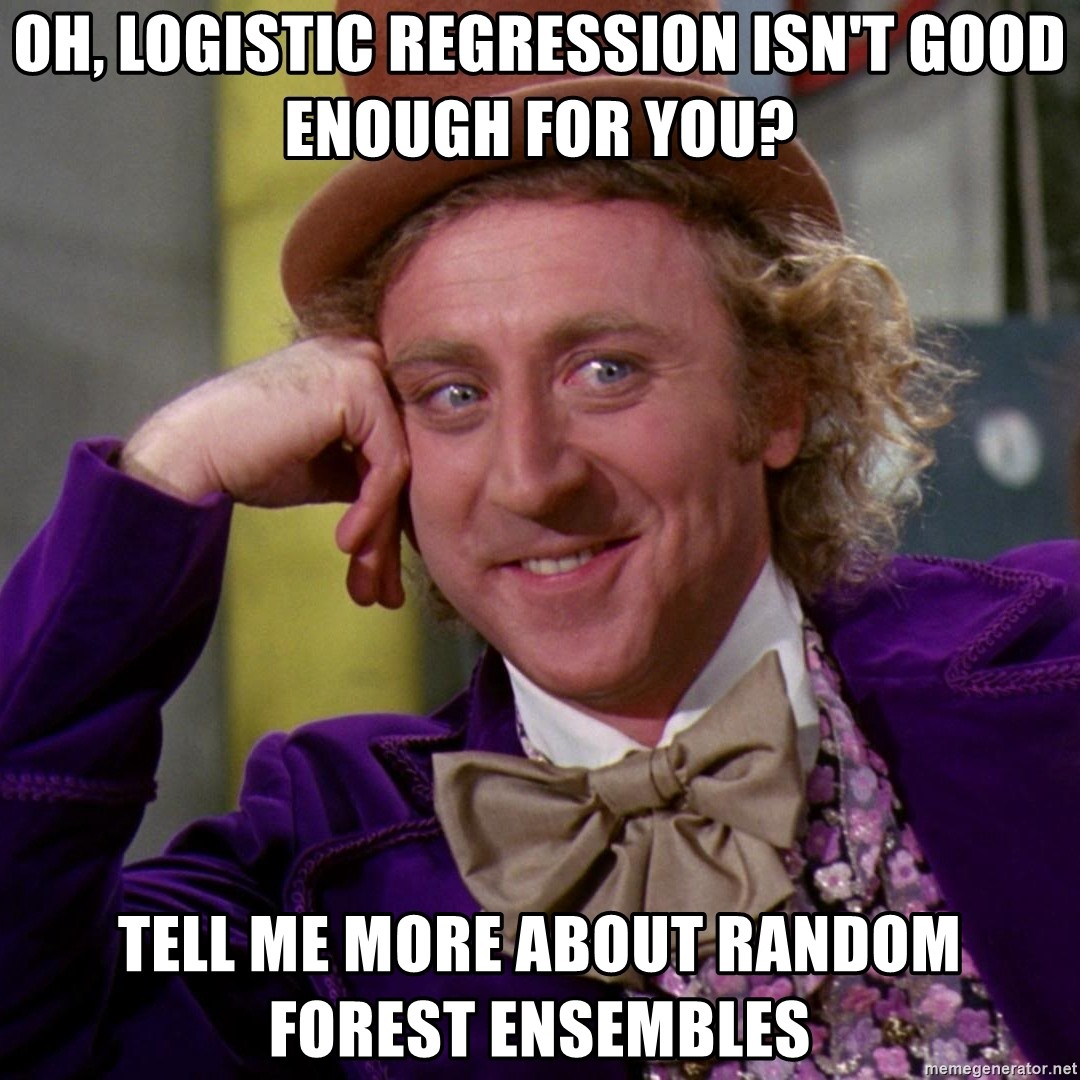 OH, LOGISTIC REGRESSION ISN'T GOOD
ENOUGH FOR YOU?
TELL ME MORE ABOUT RANDOM
FOREST ENSEMBLES
memegenerator.net